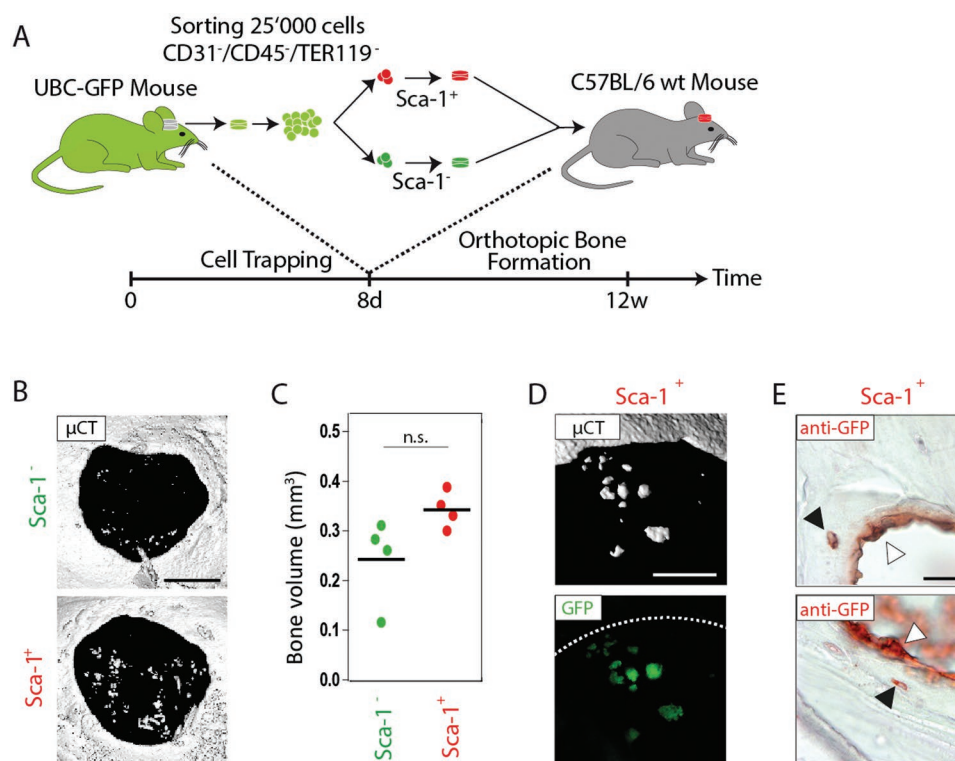 A
Sorting 25'000 cells
CD31⁻/CD45⁻/TER119⁻
UBC-GFP Mouse
Sca-1⁺
Sca-1⁻
C57BL/6 wt Mouse
Cell Trapping
Orthotopic Bone
Formation
Time
0
8d
12w
B
µCT
Sca-1⁻
Sca-1⁺
C
n.s.
Bone volume (mm³)
0.5
0.4
0.3
0.2
0.1
0
Sca-1⁻
Sca-1⁺
D
Sca-1⁺
µCT
GFP
E
Sca-1⁺
anti-GFP
anti-GFP